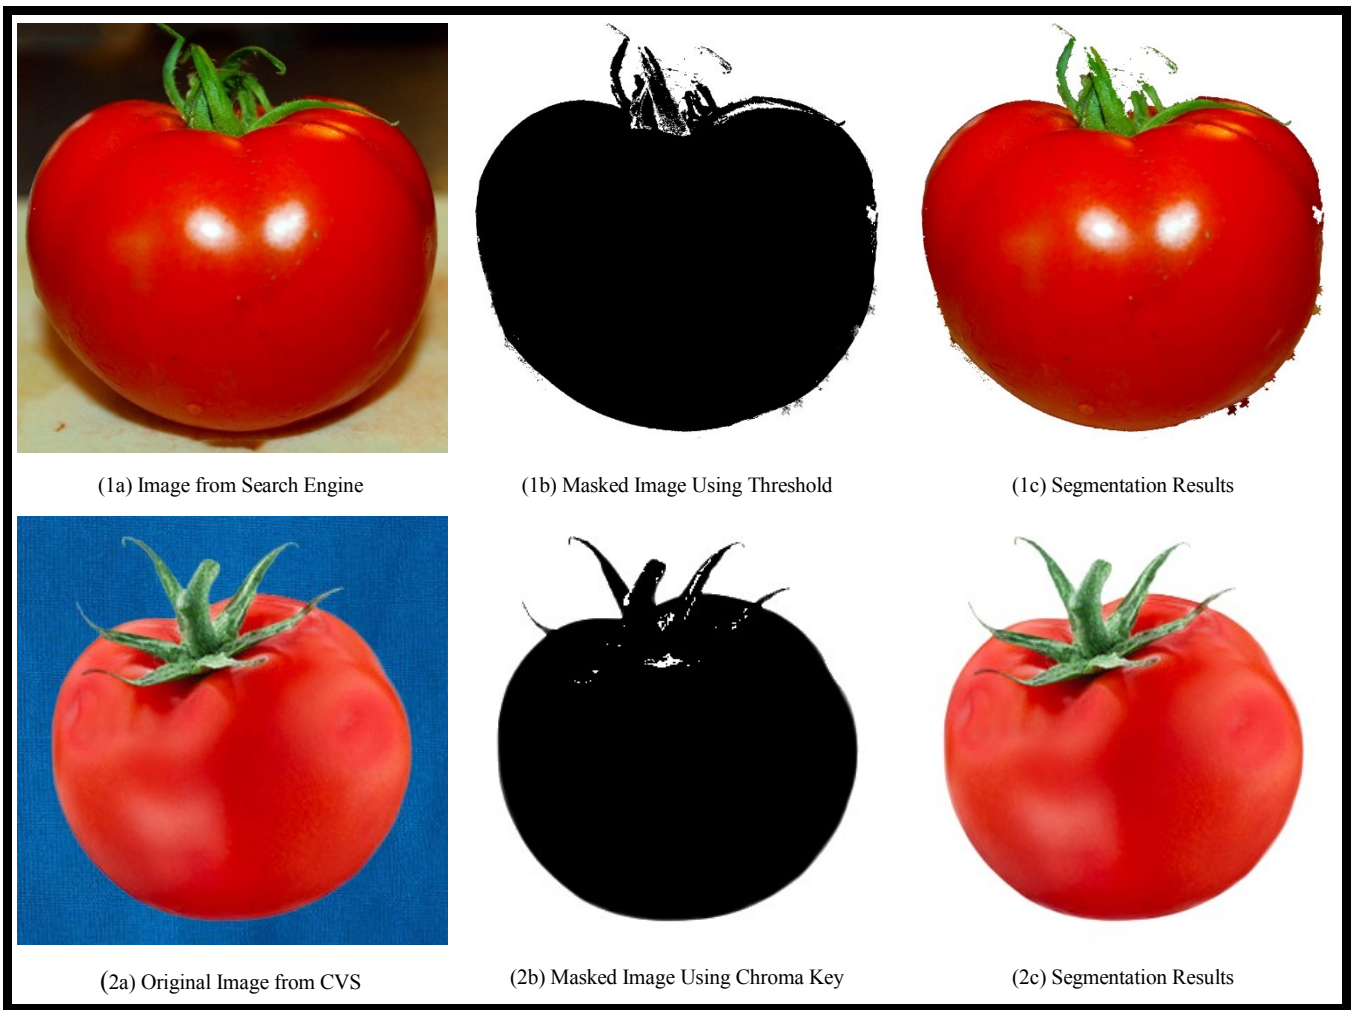 (1a) Image from Search Engine
(1b) Masked Image Using Threshold
(1c) Segmentation Results
(2a) Original Image from CVS
(2b) Masked Image Using Chroma Key
(2c) Segmentation Results